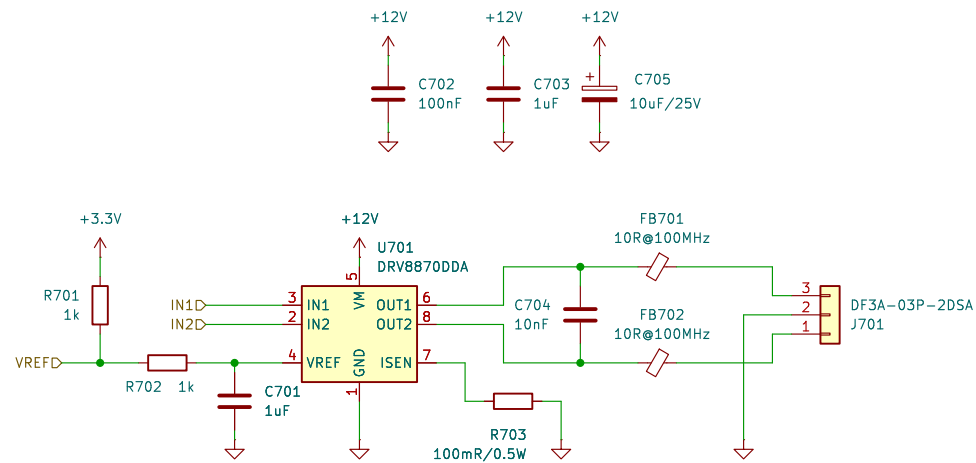 +12V +12V +12V
C702 C703 + C705
100nF 1uF 10uF/25V
+3.3V +12V FB701
10R@100MHz
U701
DRV8870DDA
R701
1k
5
VM
3
IN1 3 IN1 OUT1 6
C704
10nF
DF3A-03P-2DSA
2
IN2 2 IN2 OUT2 8
FB702
J701
10R@100MHz
1
VREF 4 VREF GND ISEN 7
R702 1k
C701
1uF
1
R703
100mR/0.5W